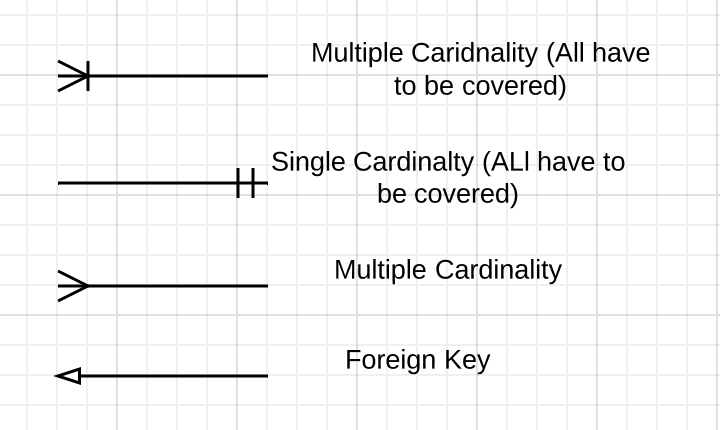 Multiple Caridnality (All have
to be covered)
Single Cardinalty (ALl have to
be covered)
Multiple Cardinality
Foreign Key